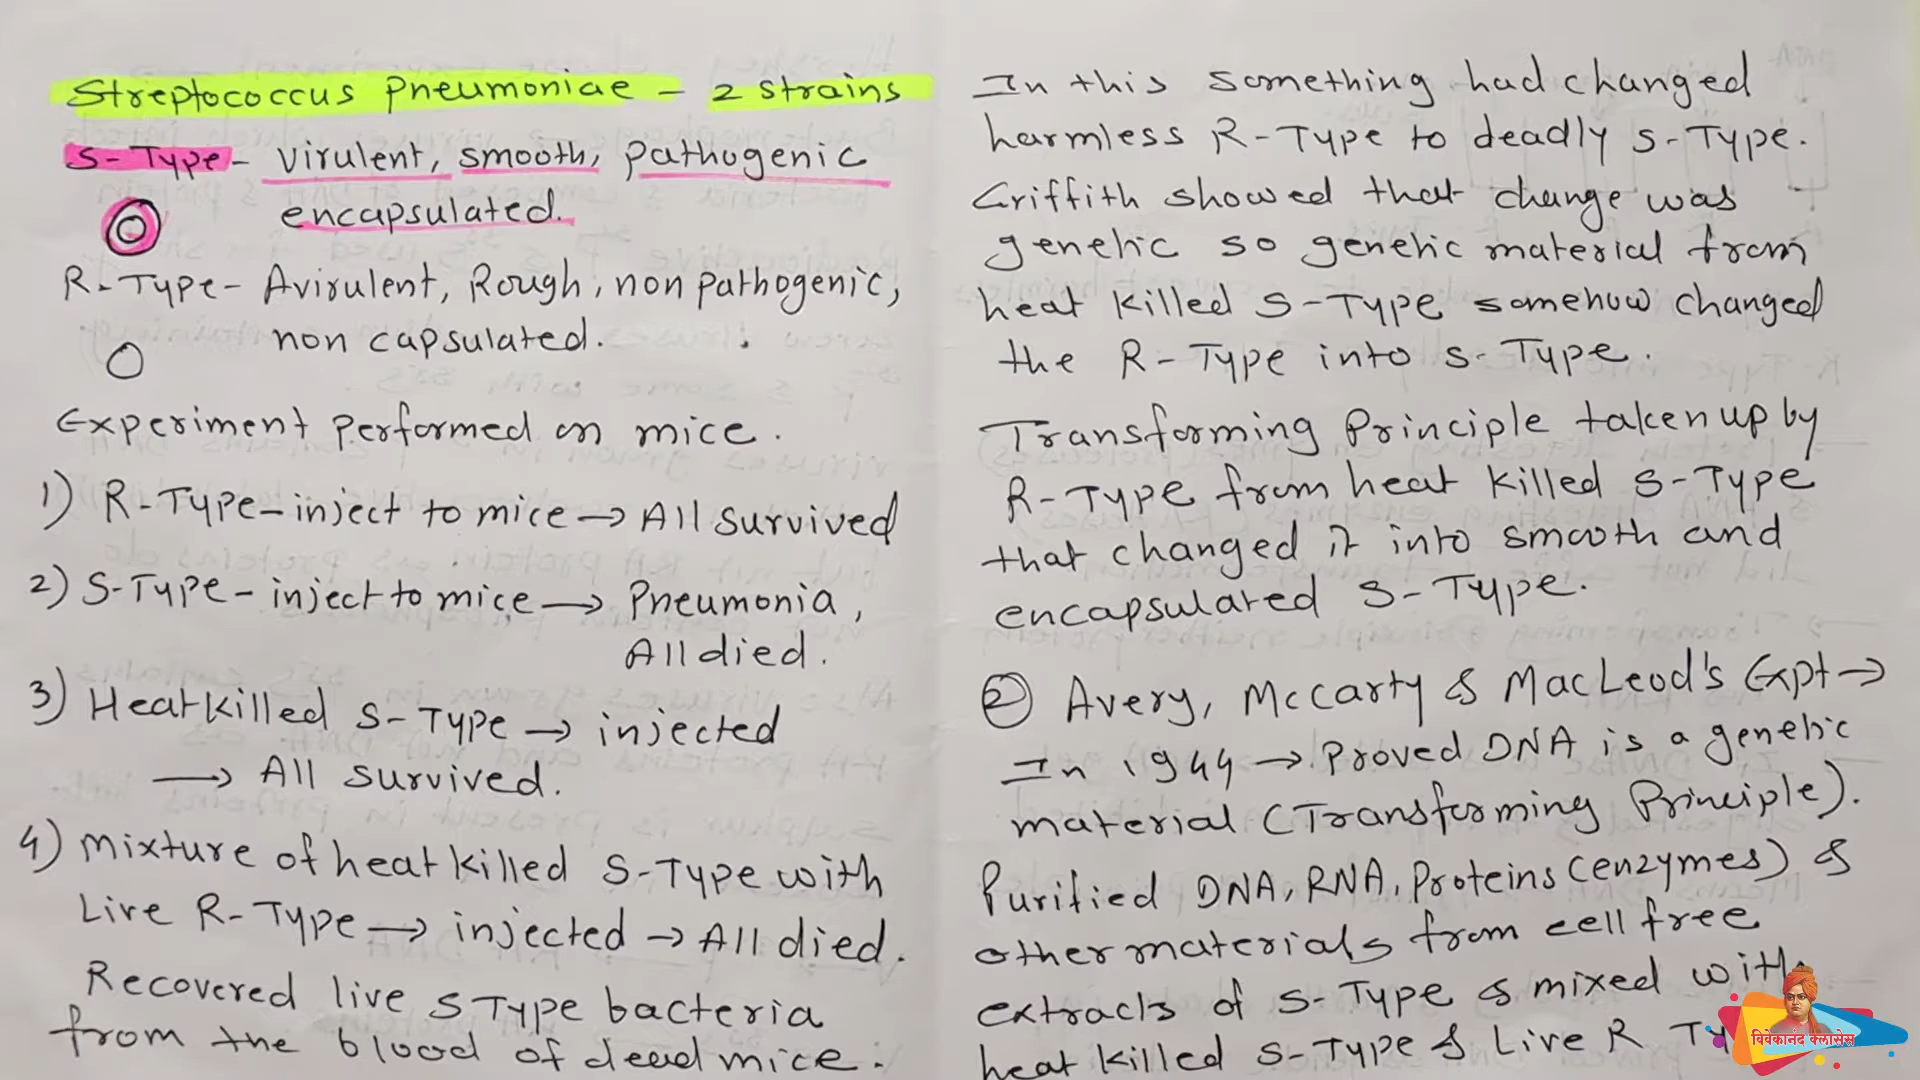 Streptococcus Pneumoniae - 2 strains
S-Type - virulent, smooth, pathogenic
encapsulated.
R-Type - Avirulent, Rough, non pathogenic,
non capsulated.
Experiment performed on mice.
1) R-Type - inject to mice → All survived
2) S-Type - inject to mice → Pneumonia,
All died.
3) Heat killed S-Type → injected
→ All survived.
4) Mixture of heat killed S-Type with
Live R-Type → injected → All died.
Recovered live S Type bacteria
from the blood of dead mice.
In this something had changed
harmless R-Type to deadly S-Type.
Griffith showed that change was
genetic so genetic material from
heat killed S-Type somehow changed
the R-Type into S-Type.
Transforming Principle taken up by
R-Type from heat killed S-Type
that changed it into smooth and
encapsulated S-Type.
② Avery, McCarty & MacLeod's Expt →
In 1944 → Proved DNA is a genetic
material (Transforming Principle).
Purified DNA, RNA, Proteins (enzymes) &
other materials from cell free
extracts of S-Type & mixed with
heat killed S-Type & Live R Ty
विवेकानंद क्लासेस